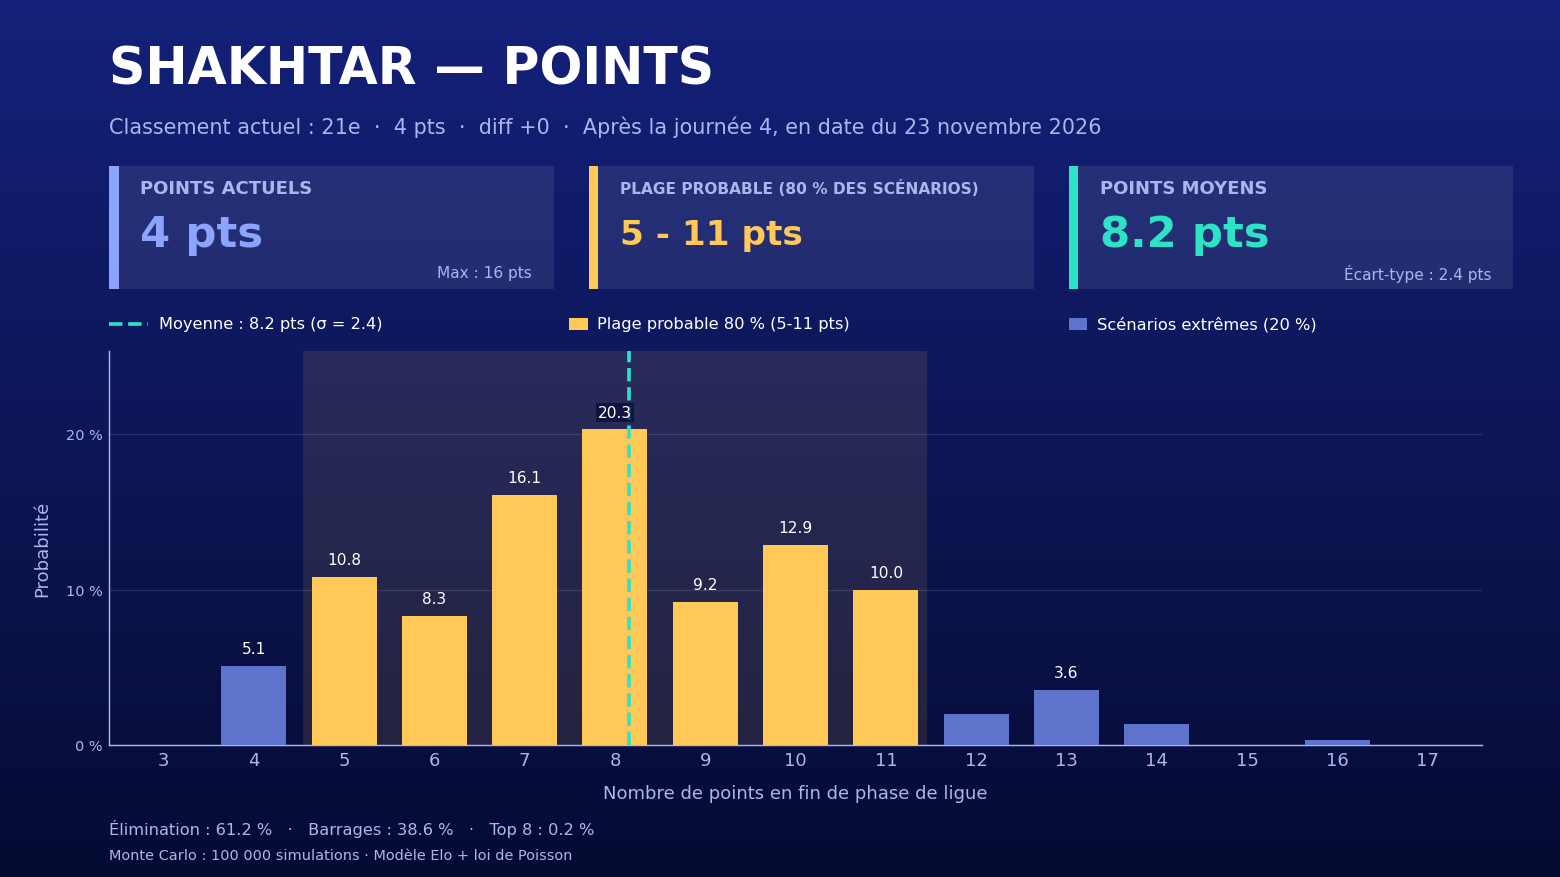 SHAKHTAR — POINTS
Classement actuel : 21e · 4 pts · diff +0 · Après la journée 4, en date du 23 novembre 2026
POINTS ACTUELS
4 pts
Max : 16 pts
PLAGE PROBABLE (80 % DES SCÉNARIOS)
5 - 11 pts
POINTS MOYENS
8.2 pts
Écart-type : 2.4 pts
Moyenne : 8.2 pts (σ = 2.4)
Plage probable 80 % (5-11 pts)
Scénarios extrêmes (20 %)
Probabilité
20 %
10 %
0 %
5.1
10.8
8.3
16.1
20.3
9.2
12.9
10.0
3.6
3 4 5 6 7 8 9 10 11 12 13 14 15 16 17
Nombre de points en fin de phase de ligue
Élimination : 61.2 % · Barrages : 38.6 % · Top 8 : 0.2 %
Monte Carlo : 100 000 simulations · Modèle Elo + loi de Poisson